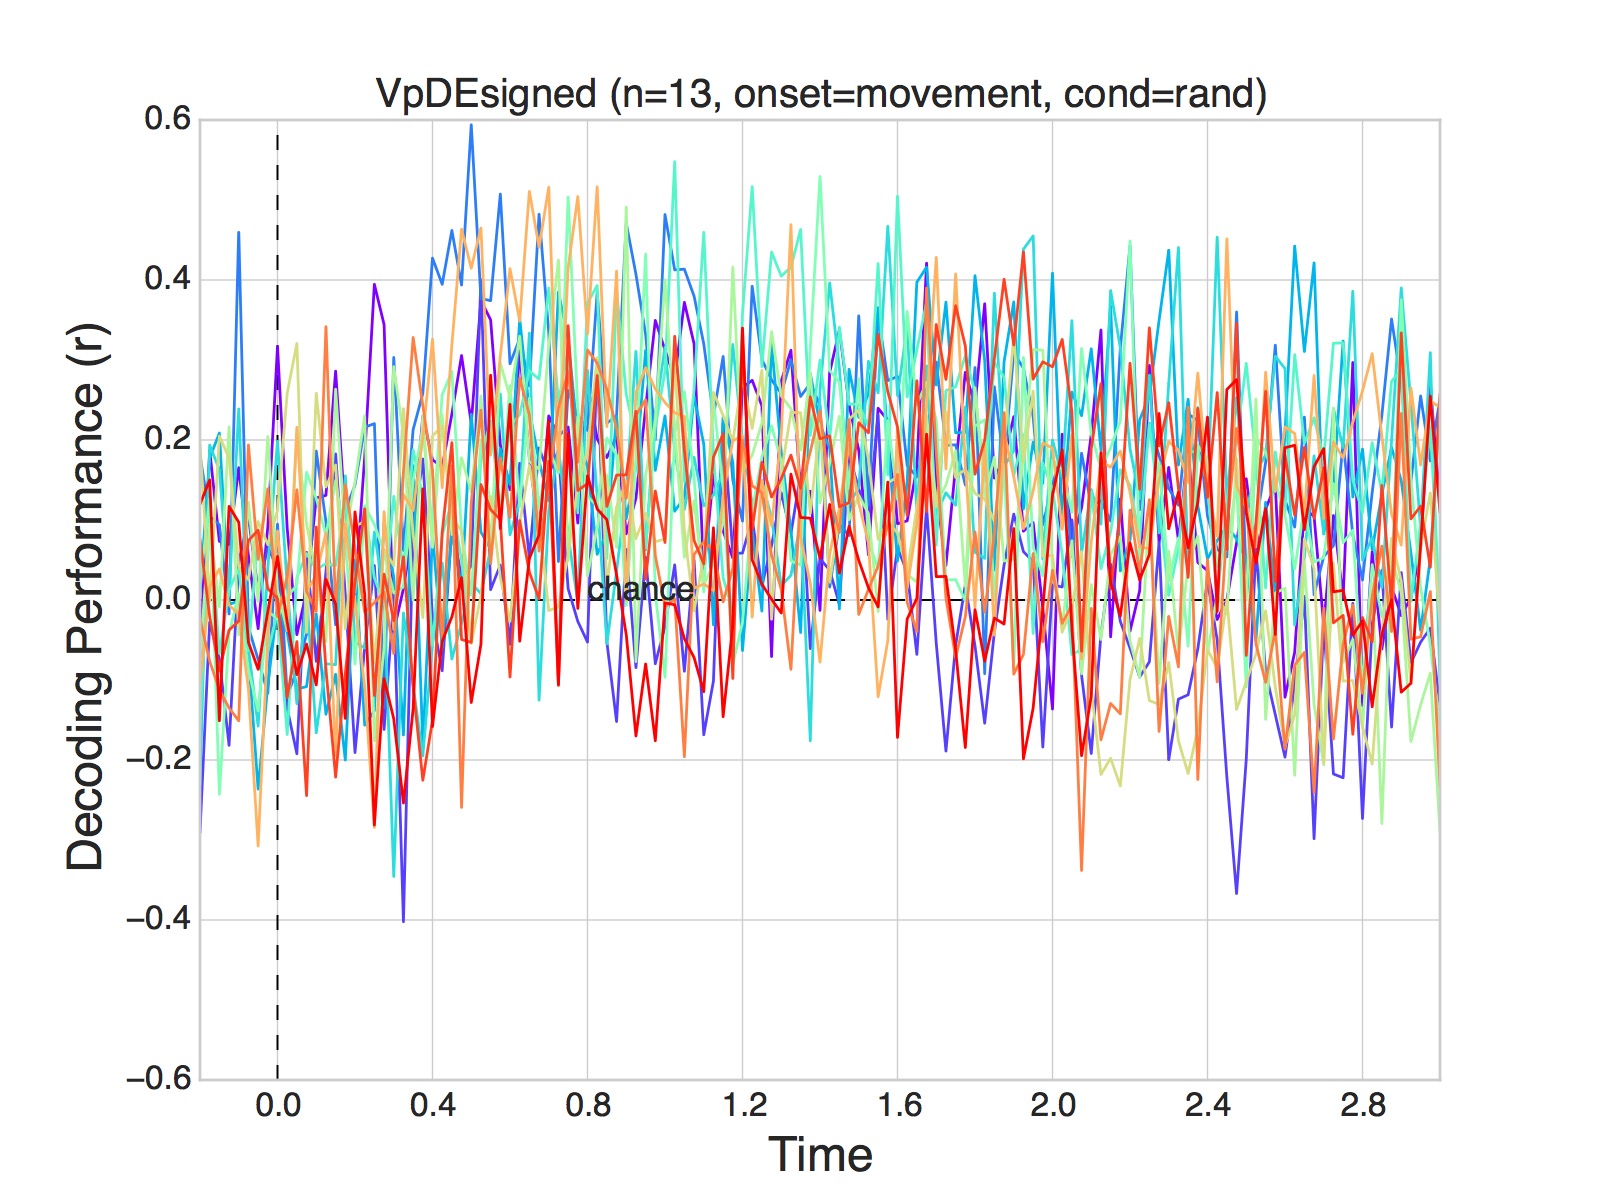 VpDEsigned (n=13, onset=movement, cond=rand)
Decoding Performance (r)
0.6
0.4
0.2
0.0
−0.2
−0.4
−0.6
chance
0.0 0.4 0.8 1.2 1.6 2.0 2.4 2.8
Time